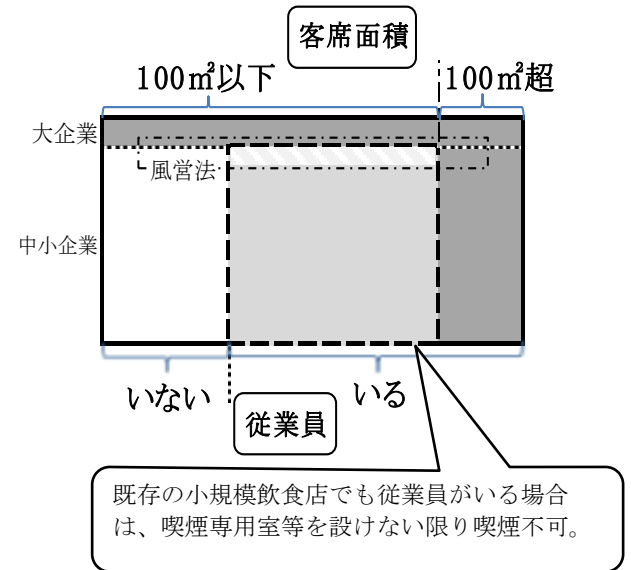 客席面積
100㎡以下
100㎡超
大企業
風営法
中小企業
いない
いる
従業員
既存の小規模飲食店でも従業員がいる場合
は、喫煙専用室等を設けない限り喫煙不可。